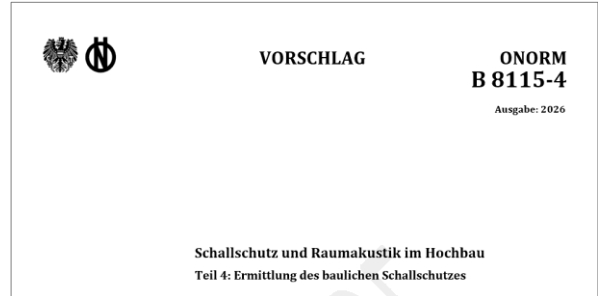 VORSCHLAG
ONORM
B 8115-4
Ausgabe: 2026
Schallschutz und Raumakustik im Hochbau
Teil 4: Ermittlung des baulichen Schallschutzes